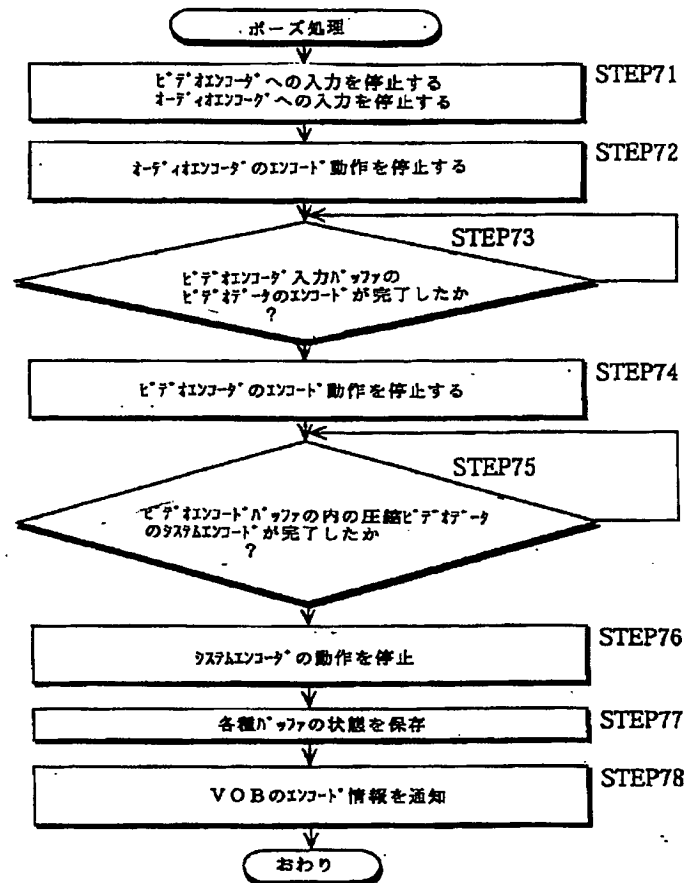 ポーズ処理
ビデオエンコーダへの入力を停止する
オーディオエンコーダへの入力を停止する
STEP71
オーディオエンコーダのエンコード動作を停止する
STEP72
STEP73
ビデオエンコーダ入力バッファの
ビデオデータのエンコードが完了したか
?
ビデオエンコーダのエンコード動作を停止する
STEP74
STEP75
ビデオエンコードバッファの内の圧縮ビデオデータ
のシステムエンコードが完了したか
?
システムエンコーダの動作を停止
STEP76
各種バッファの状態を保存
STEP77
VOBのエンコード情報を通知
STEP78
おわり